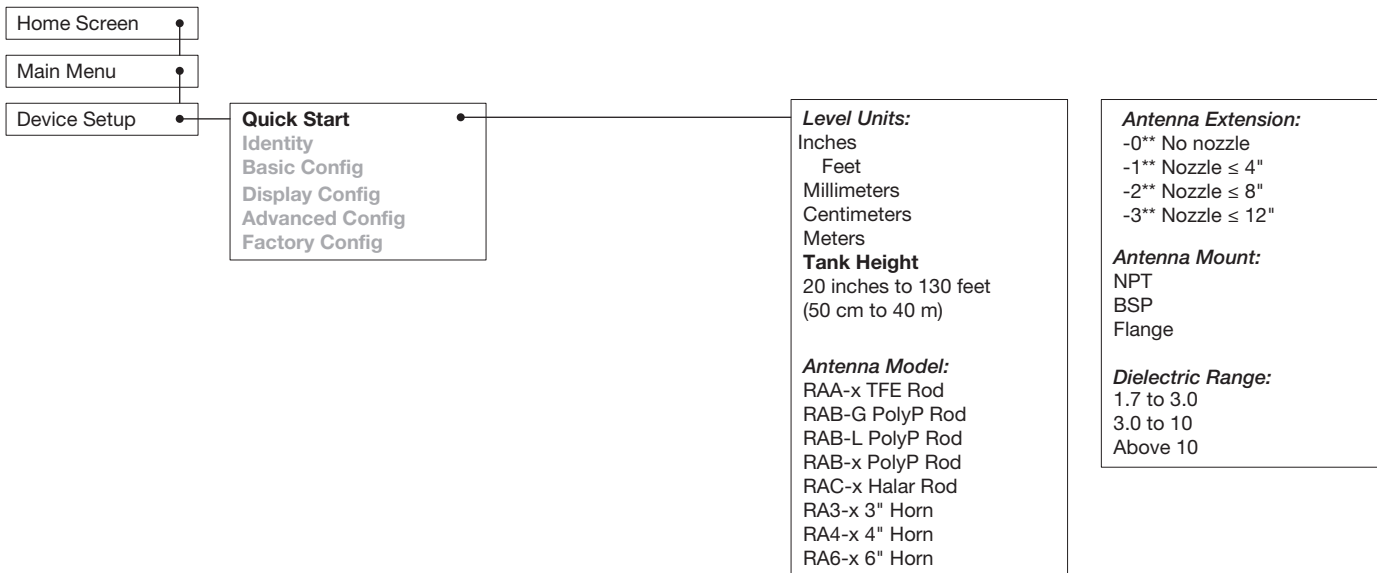 Home Screen
Main Menu
Device Setup
Quick Start
Identity
Basic Config
Display Config
Advanced Config
Factory Config
Level Units:
Inches
Feet
Millimeters
Centimeters
Meters
Tank Height
20 inches to 130 feet
(50 cm to 40 m)
Antenna Model:
RAA-x TFE Rod
RAB-G PolyP Rod
RAB-L PolyP Rod
RAB-x PolyP Rod
RAC-x Halar Rod
RA3-x 3" Horn
RA4-x 4" Horn
RA6-x 6" Horn
Antenna Extension:
-0** No nozzle
-1** Nozzle ≤ 4"
-2** Nozzle ≤ 8"
-3** Nozzle ≤ 12"
Antenna Mount:
NPT
BSP
Flange
Dielectric Range:
1.7 to 3.0
3.0 to 10
Above 10